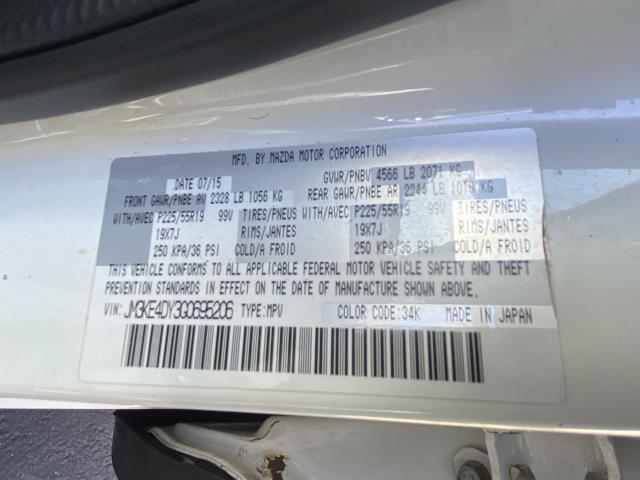 MFD. BY MAZDA MOTOR CORPORATION
DATE 07/15 GVWR/PNBV 4566 LB 2071 KG
FRONT GAWR/PNBE AV 2328 LB 1056 KG REAR GAWR/PNBE AR LB KG
WITH/AVEC P225/55R19 99V TIRES/PNEUS WITH/AVEC P225/55R19 99V TIRES/PNEUS
19X7J RIMS/JANTES 19X7J RIMS/JANTES
250 KPA/36 PSI COLD/A FROID 250 KPA/36 PSI COLD/A FROID
THIS VEHICLE CONFORMS TO ALL APPLICABLE FEDERAL MOTOR VEHICLE SAFETY AND THEFT
PREVENTION STANDARDS IN EFFECT ON THE DATE OF MANUFACTURE SHOWN ABOVE.
JM3KE4DY3G0695206 TYPE:MPV COLOR CODE:34K MADE IN JAPAN